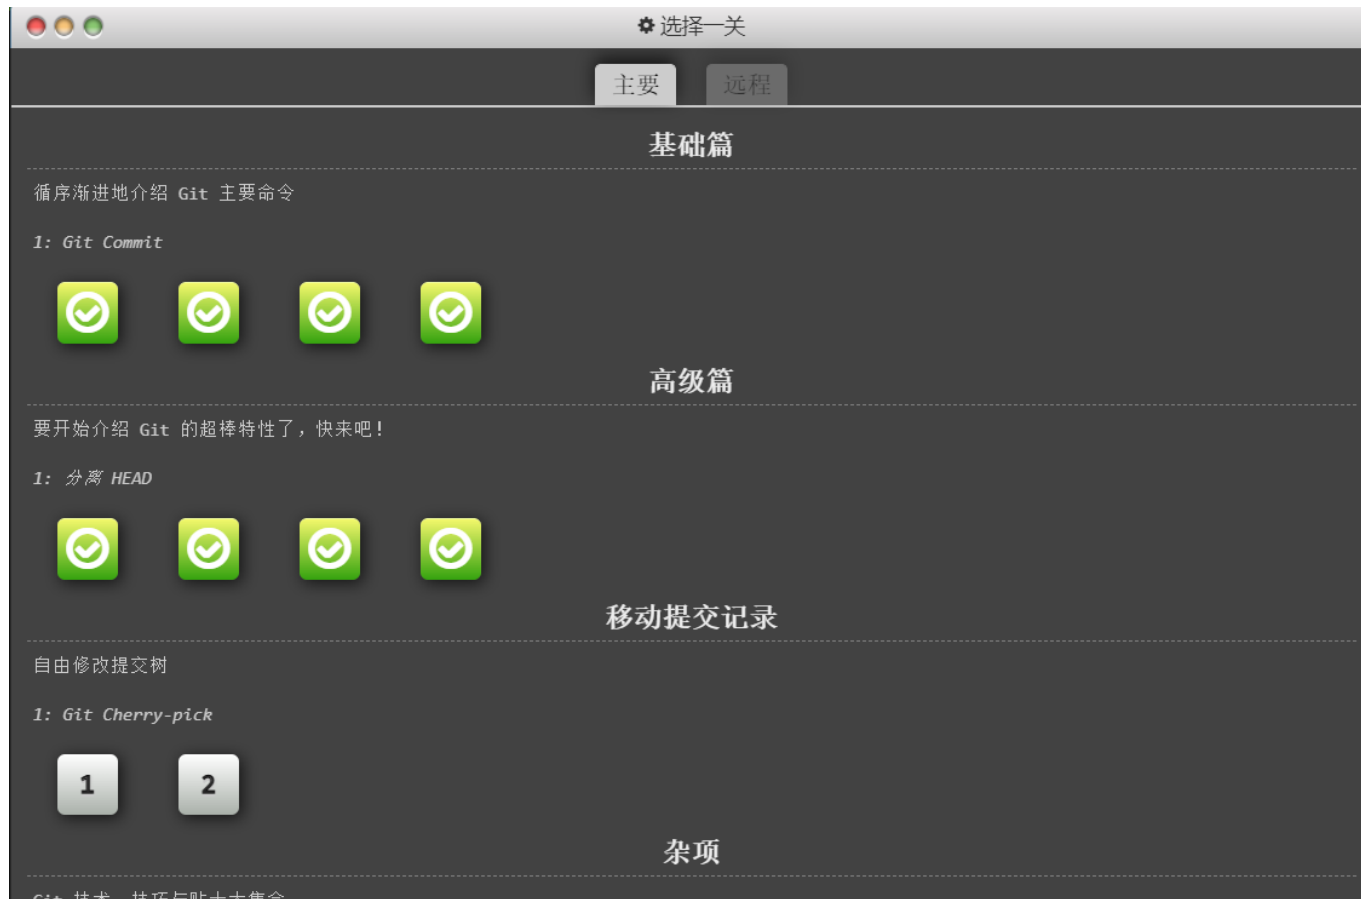 选择一关
主要 远程
基础篇
循序渐进地介绍 Git 主要命令
1: Git Commit
高级篇
要开始介绍 Git 的超棒特性了，快来吧！
1: 分离 HEAD
移动提交记录
自由修改提交树
1: Git Cherry-pick
1 2
杂项